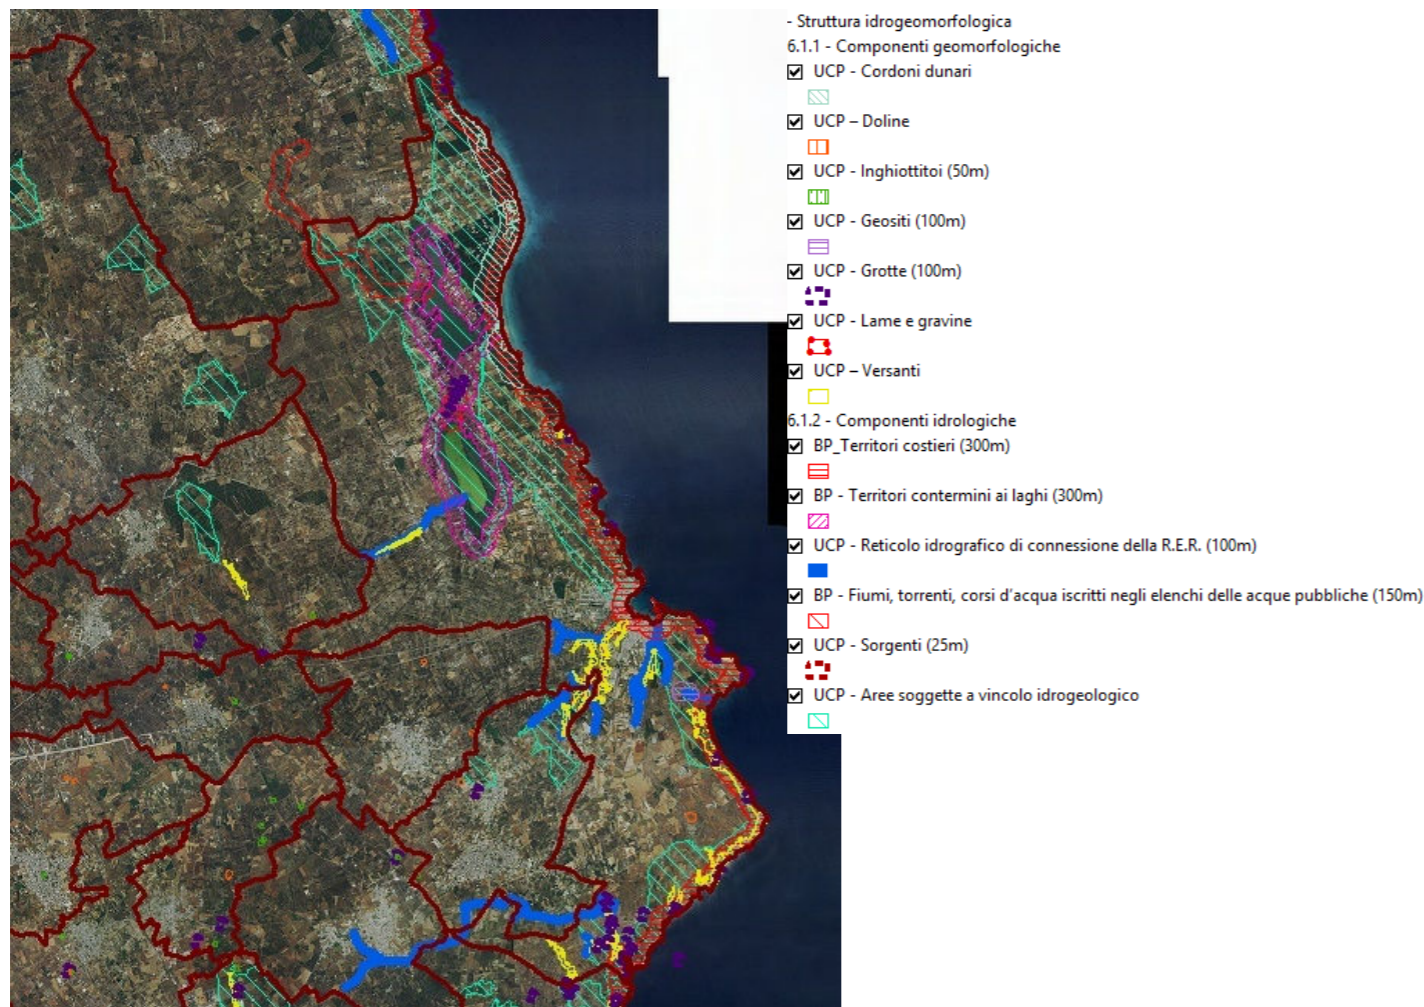 - Struttura idrogeomorfologica
6.1.1 - Componenti geomorfologiche
UCP - Cordoni dunari
UCP – Doline
UCP - Inghiottitoi (50m)
UCP - Geositi (100m)
UCP - Grotte (100m)
UCP - Lame e gravine
UCP – Versanti
6.1.2 - Componenti idrologiche
BP_Territori costieri (300m)
BP - Territori contermini ai laghi (300m)
UCP - Reticolo idrografico di connessione della R.E.R. (100m)
BP - Fiumi, torrenti, corsi d'acqua iscritti negli elenchi delle acque pubbliche (150m)
UCP - Sorgenti (25m)
UCP - Aree soggette a vincolo idrogeologico